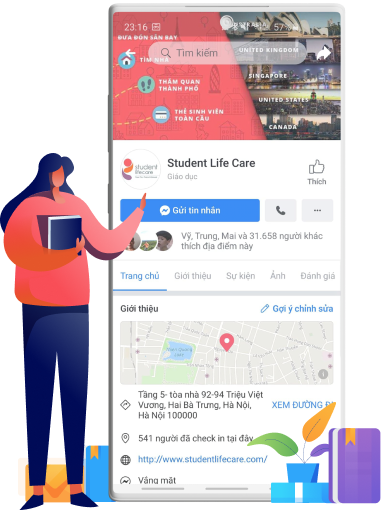 23:16
57%
ĐƯA ĐÓN SÂN BAY
Tìm kiếm
UNITED KINGDOM
TÌM NHÀ
SINGAPORE
THĂM QUAN
THÀNH PHỐ
UNITED STATES
THẺ SINH VIÊN
TOÀN CẦU
CANADA
student
lifecare
Student Life Care
Giáo dục
Thích
Gửi tin nhắn
Vỹ, Trung, Mai và 31.658 người khác
thích địa điểm này
Trang chủ
Giới thiệu
Sự kiện
Ảnh
Đánh giá
Giới thiệu
Gợi ý chỉnh sửa
Tầng 5- tòa nhà 92-94 Triệu Việt
Vương, Hai Bà Trưng, Hà Nội,
Hà Nội 100000
XEM ĐƯỜNG ĐI
541 người đã check in tại đây
http://www.studentlifecare.com/
Vắng mặt